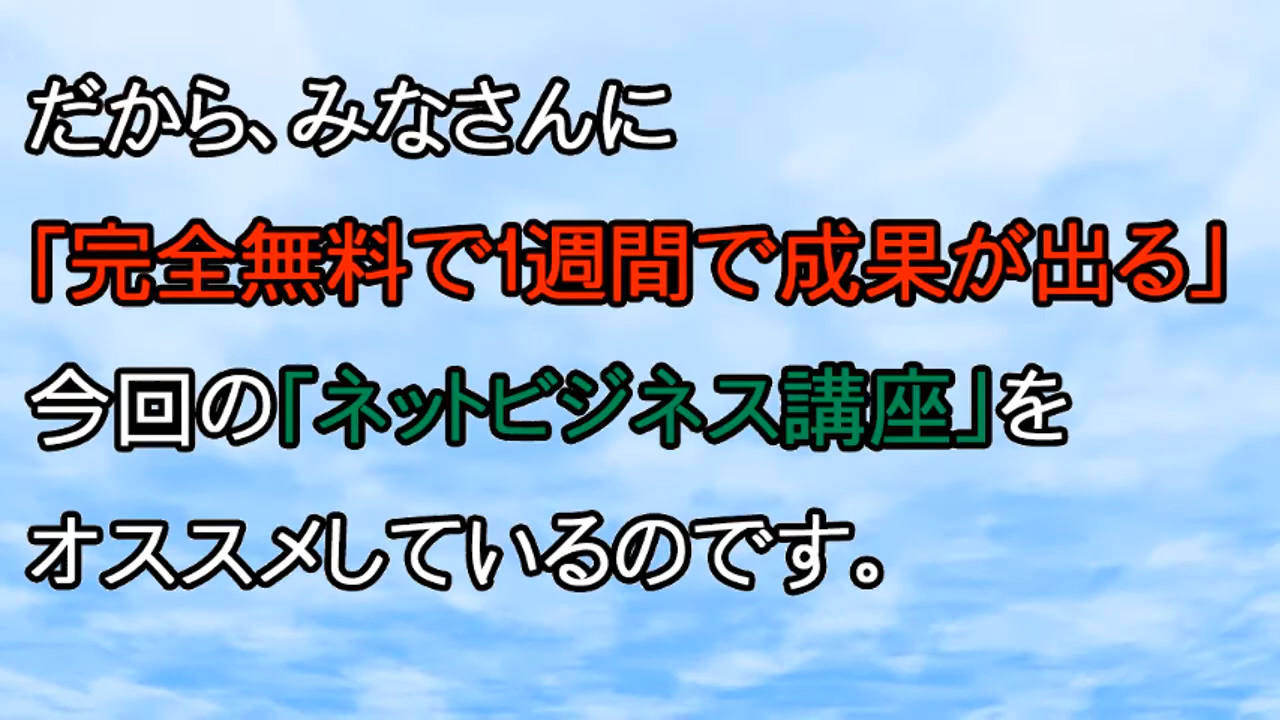 だから、みなさんに
「完全無料で1週間で成果が出る」
今回の「ネットビジネス講座」を
オススメしているのです。